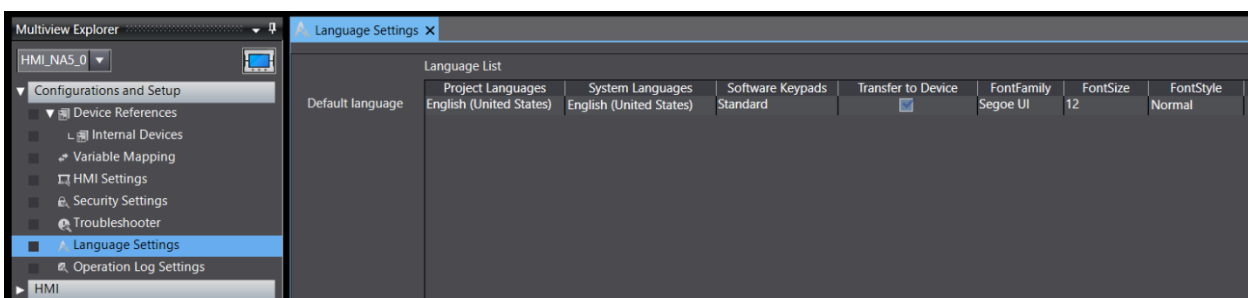 Multiview Explorer
HMI_NA5_0
Configurations and Setup
Device References
Internal Devices
Variable Mapping
HMI Settings
Security Settings
Troubleshooter
Language Settings
Operation Log Settings
HMI
Language Settings
Language List
Project Languages System Languages Software Keypads Transfer to Device FontFamily FontSize FontStyle
Default language English (United States) English (United States) Standard Segoe UI 12 Normal